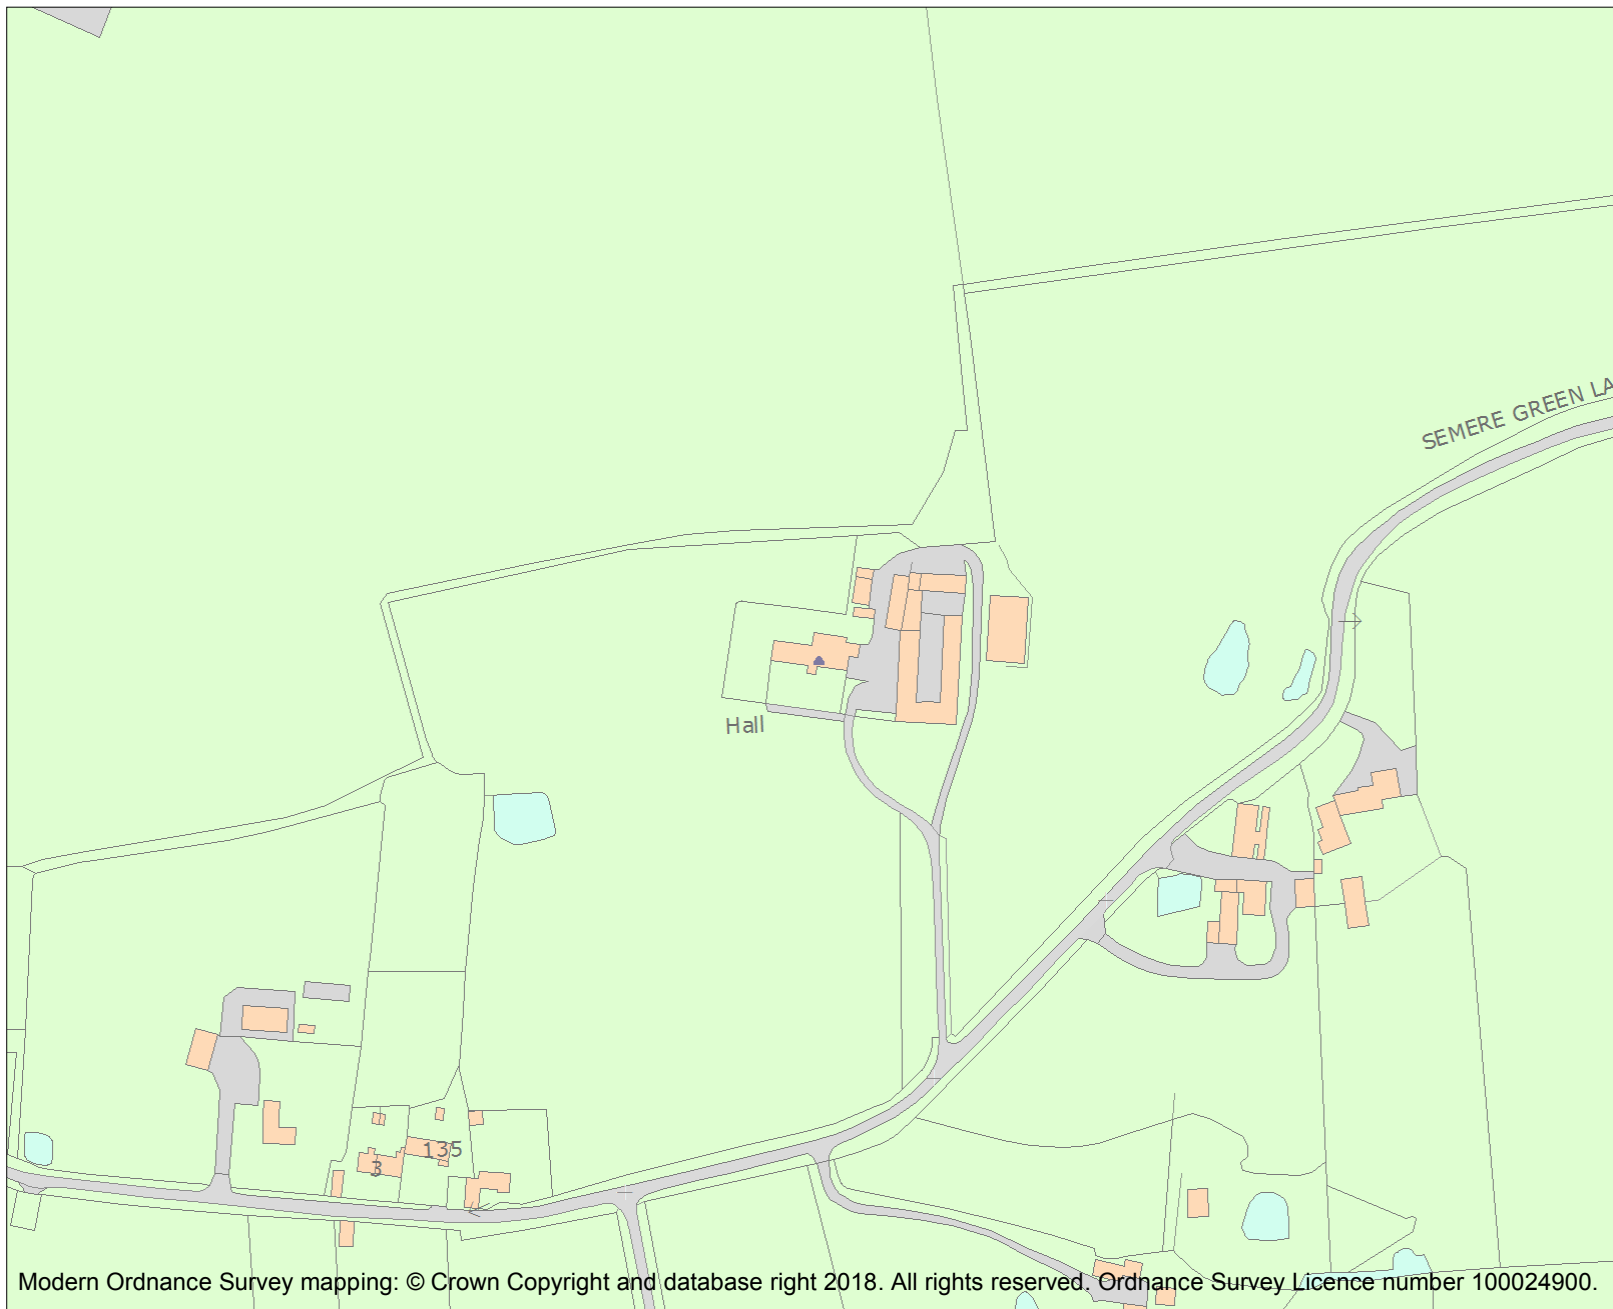 SEMERE GREEN LA
Hall
135
3
Modern Ordnance Survey mapping: © Crown Copyright and database right 2018. All rights reserved. Ordnance Survey Licence number 100024900.